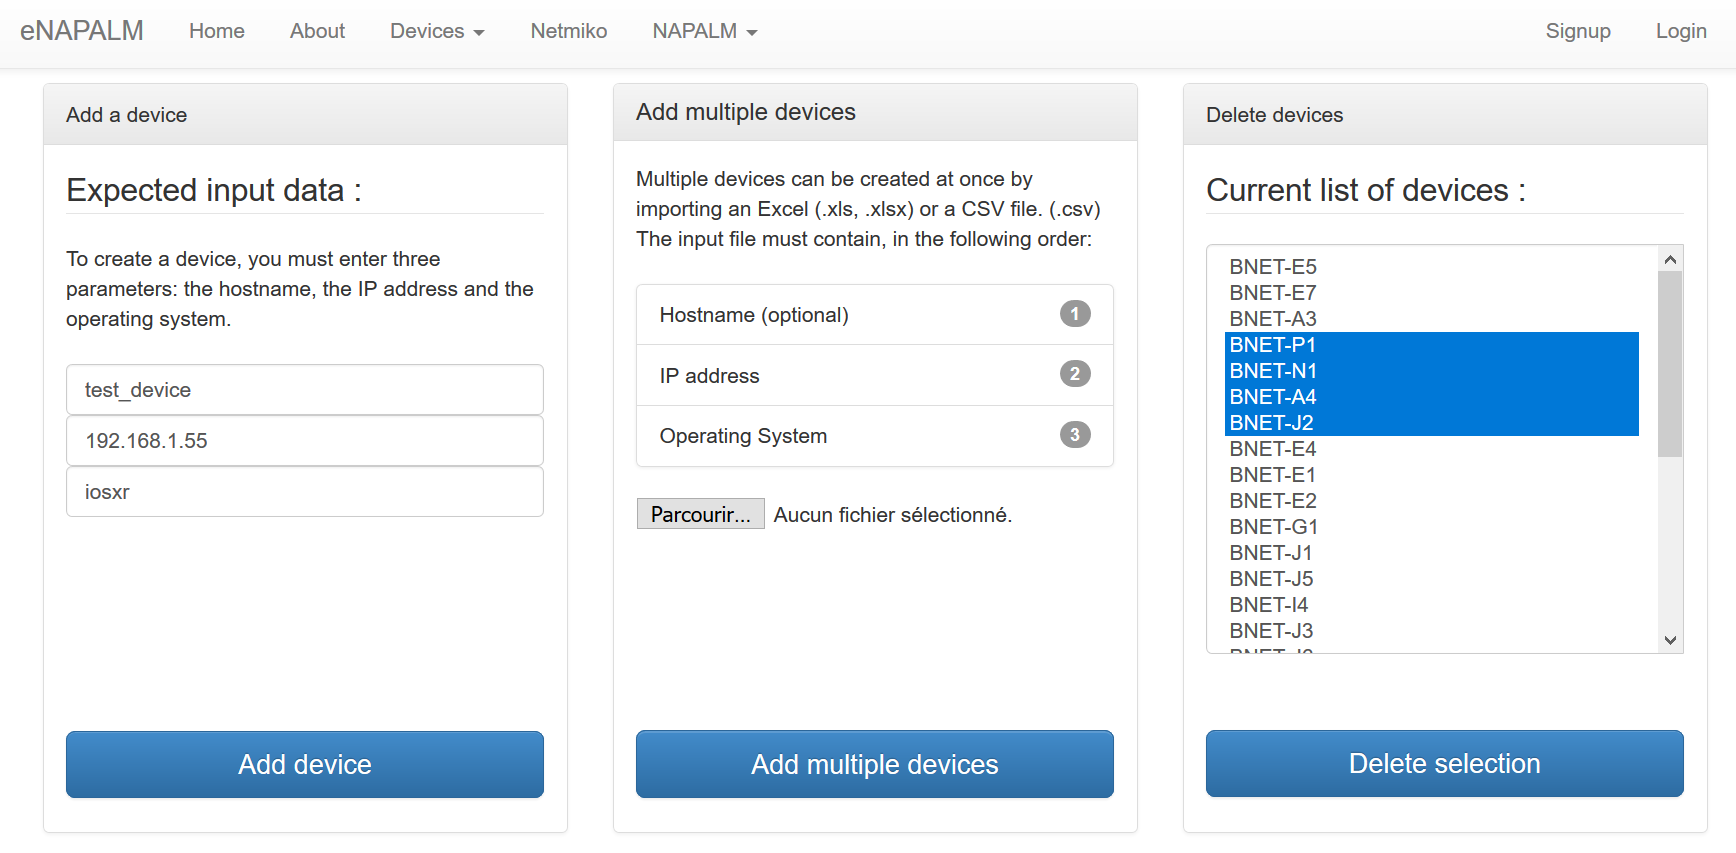 eNAPALM Home About Devices Netmiko NAPALM Signup Login
Add a device
Expected input data :
To create a device, you must enter three
parameters: the hostname, the IP address and the
operating system.
test_device
192.168.1.55
iosxr
Add device
Add multiple devices
Multiple devices can be created at once by
importing an Excel (.xls, .xlsx) or a CSV file. (.csv)
The input file must contain, in the following order:
Hostname (optional) 1
IP address 2
Operating System 3
Parcourir... Aucun fichier sélectionné.
Add multiple devices
Delete devices
Current list of devices :
BNET-E5
BNET-E7
BNET-A3
BNET-P1
BNET-N1
BNET-A4
BNET-J2
BNET-E4
BNET-E1
BNET-E2
BNET-G1
BNET-J1
BNET-J5
BNET-I4
BNET-J3
Delete selection